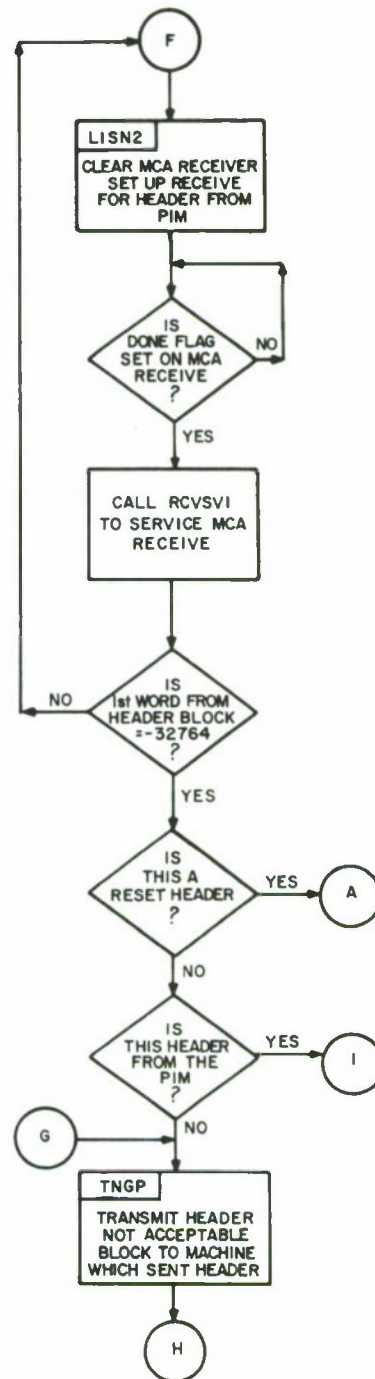 F
LISN2
CLEAR MCA RECEIVER
SET UP RECEIVE
FOR HEADER FROM
PIM
IS
DONE FLAG
SET ON MCA
RECEIVE
?
NO
YES
CALL RCVSVI
TO SERVICE MCA
RECEIVE
IS
1st WORD FROM
HEADER BLOCK
=-32764
?
NO
YES
IS
THIS A
RESET HEADER
?
YES
A
NO
IS
THIS HEADER
FROM THE
PIM
?
YES
I
NO
G
TNGP
TRANSMIT HEADER
NOT ACCEPTABLE
BLOCK TO MACHINE
WHICH SENT HEADER
H